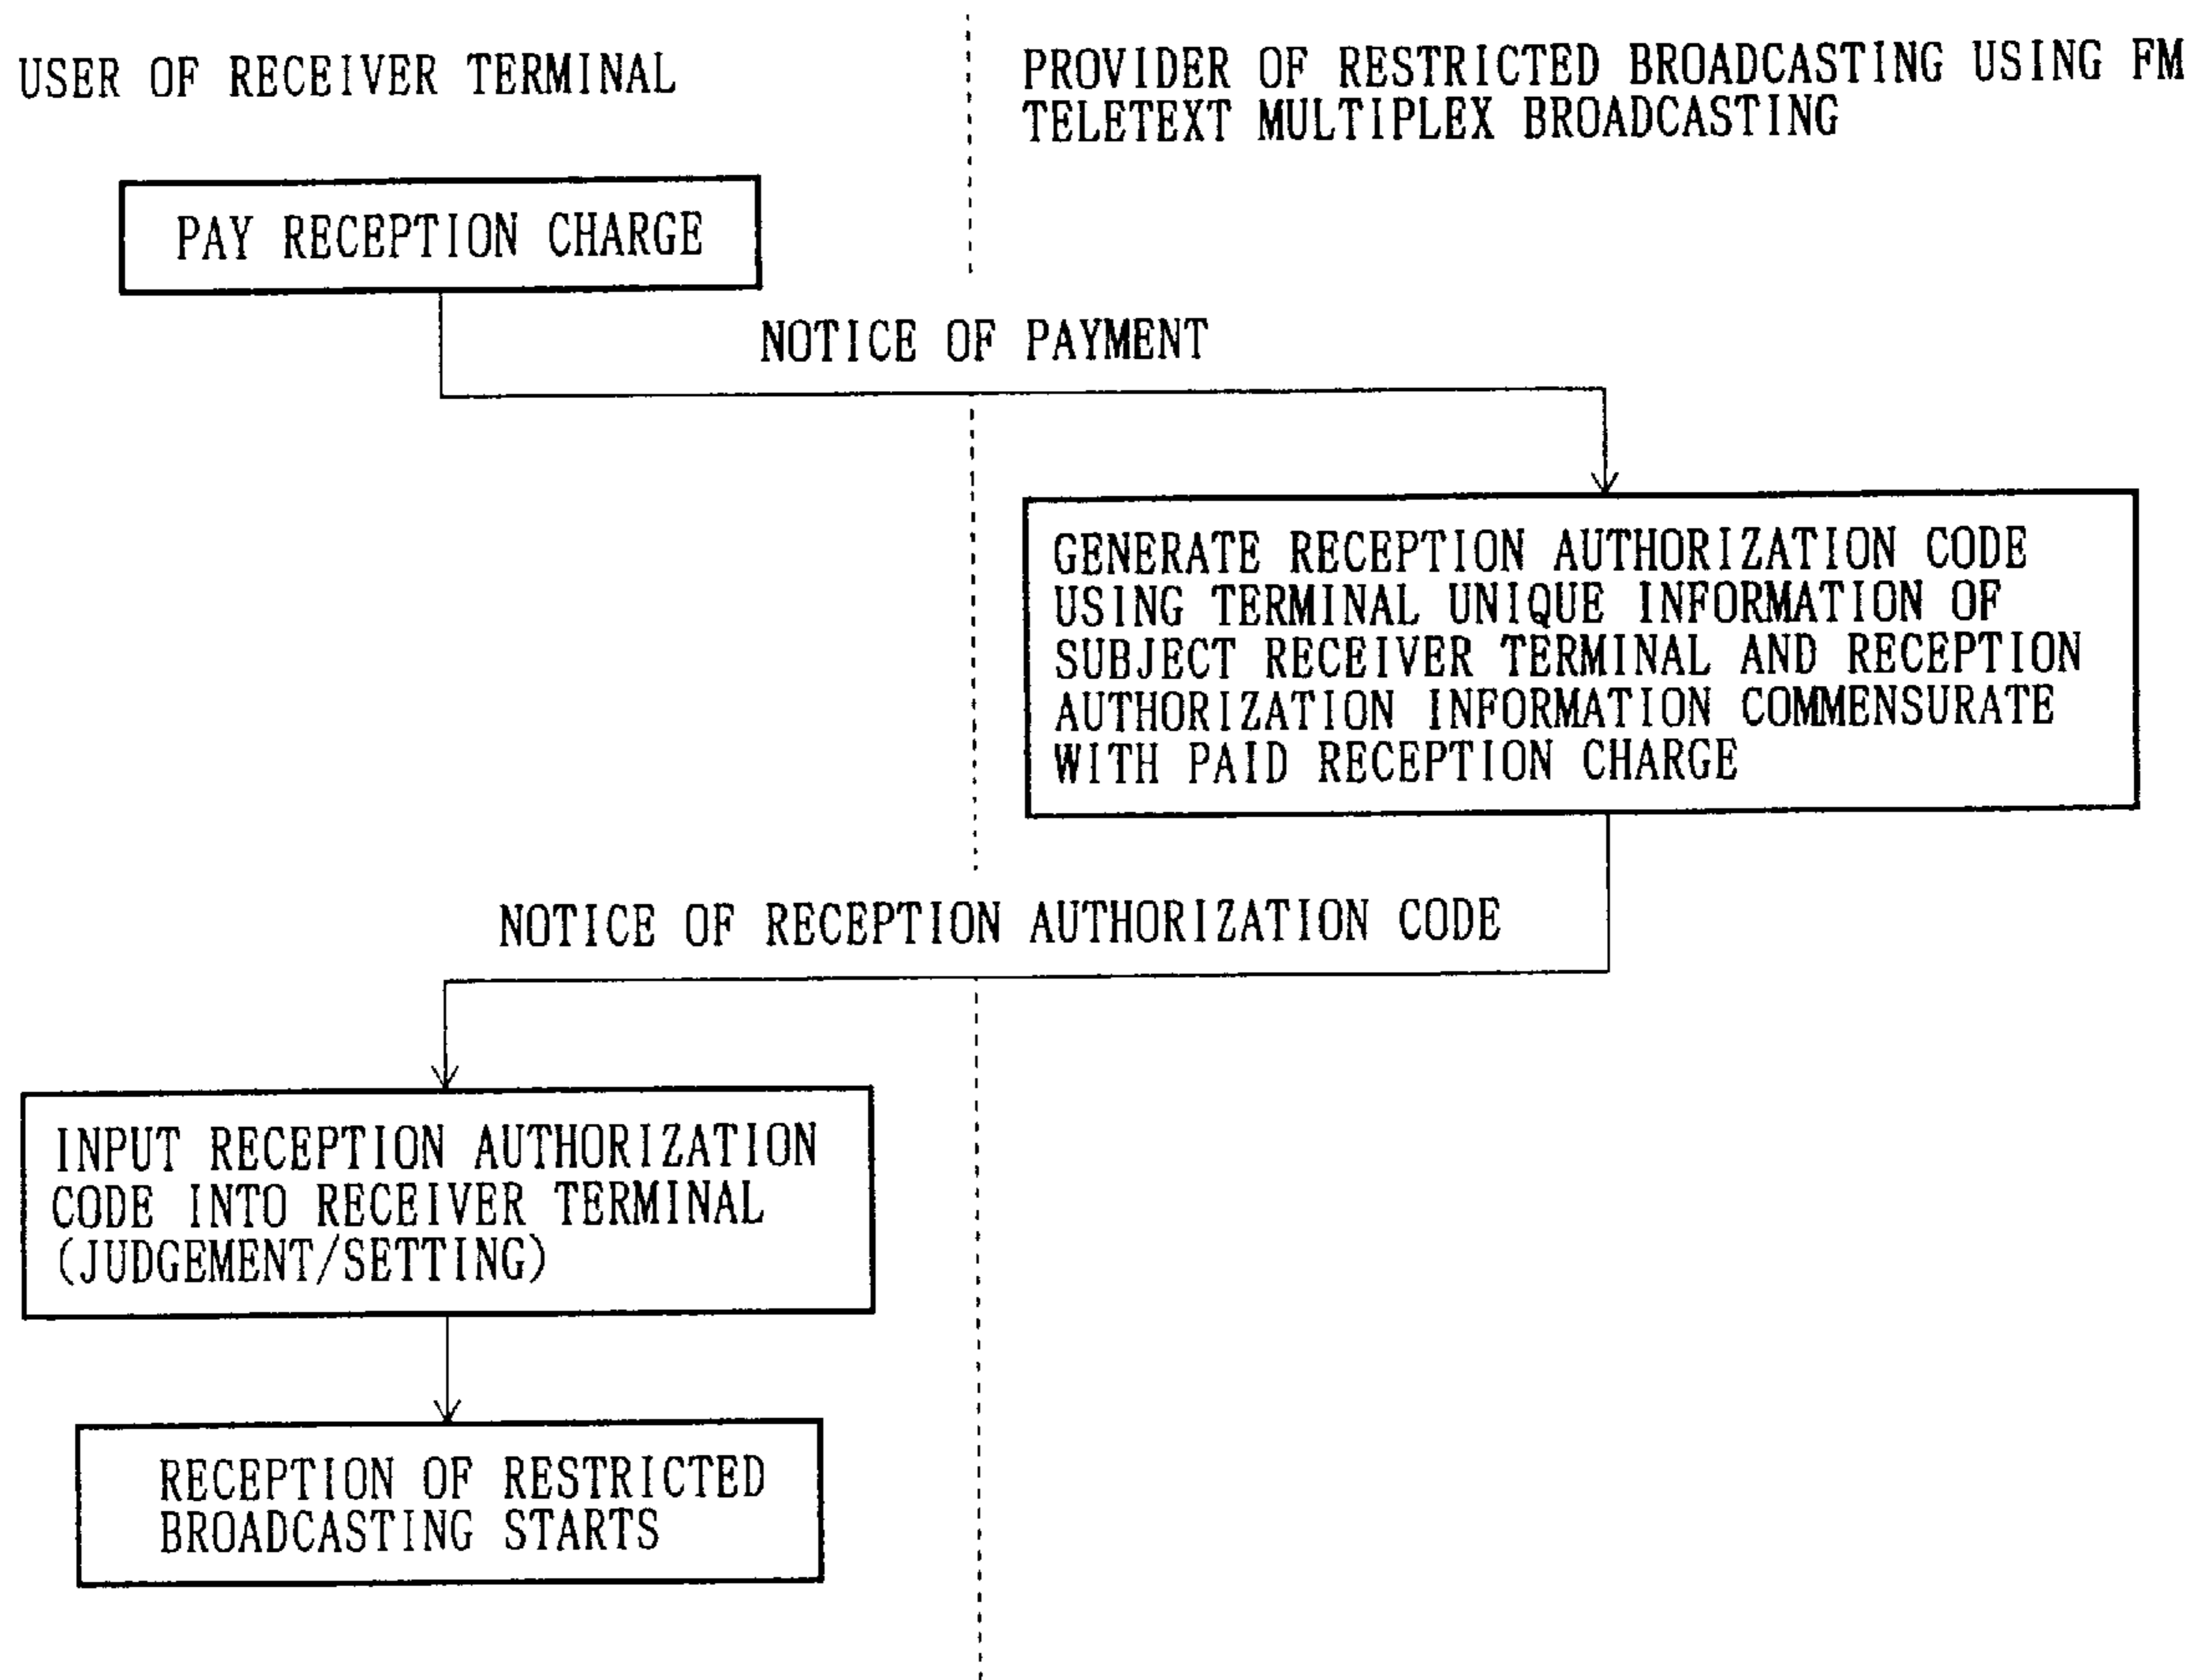 USER OF RECEIVER TERMINAL
PROVIDER OF RESTRICTED BROADCASTING USING FM
TELETEXT MULTIPLEX BROADCASTING
PAY RECEPTION CHARGE
NOTICE OF PAYMENT
GENERATE RECEPTION AUTHORIZATION CODE
USING TERMINAL UNIQUE INFORMATION OF
SUBJECT RECEIVER TERMINAL AND RECEPTION
AUTHORIZATION INFORMATION COMMENSURATE
WITH PAID RECEPTION CHARGE
NOTICE OF RECEPTION AUTHORIZATION CODE
INPUT RECEPTION AUTHORIZATION
CODE INTO RECEIVER TERMINAL
(JUDGEMENT/SETTING)
RECEPTION OF RESTRICTED
BROADCASTING STARTS